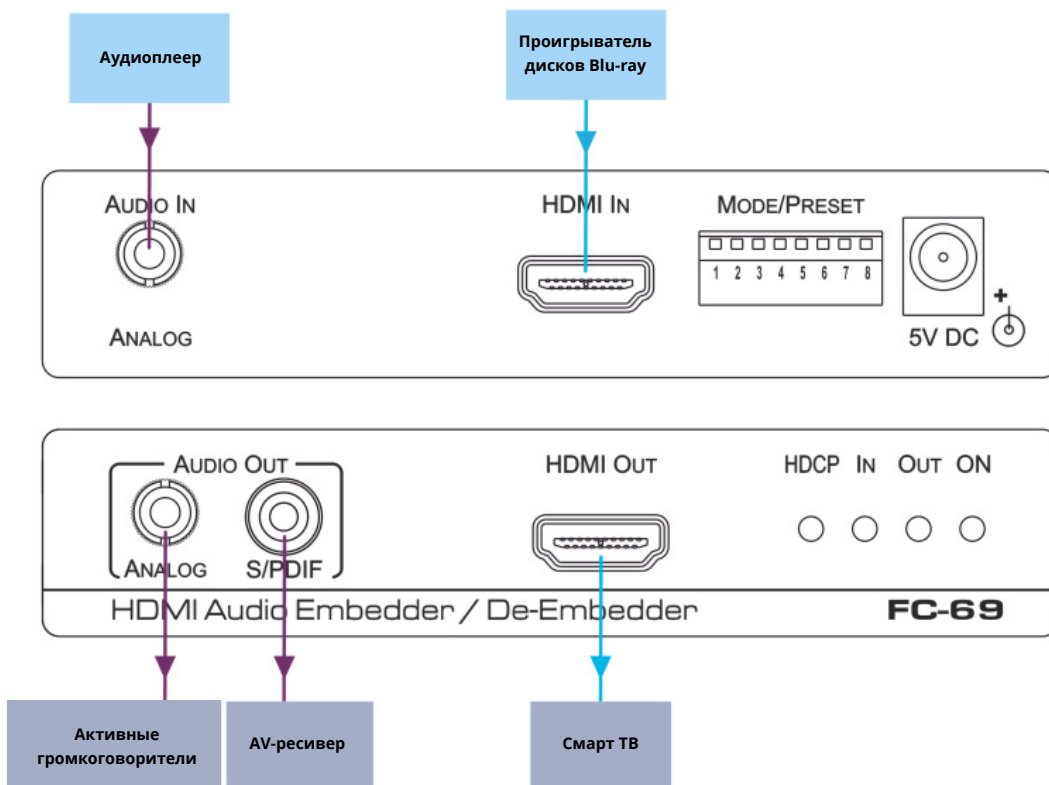 Аудиоплеер
Проигрыватель
дисков Blu-ray
AUDIO IN
HDMI IN
MODE/PRESET
1 2 3 4 5 6 7 8
ANALOG
+
5V DC
AUDIO OUT
HDMI OUT
HDCP IN OUT ON
ANALOG
S/PDIF
HDMI Audio Embedder / De-Embedder
FC-69
Активные
громкоговорители
AV-ресивер
Смарт ТВ